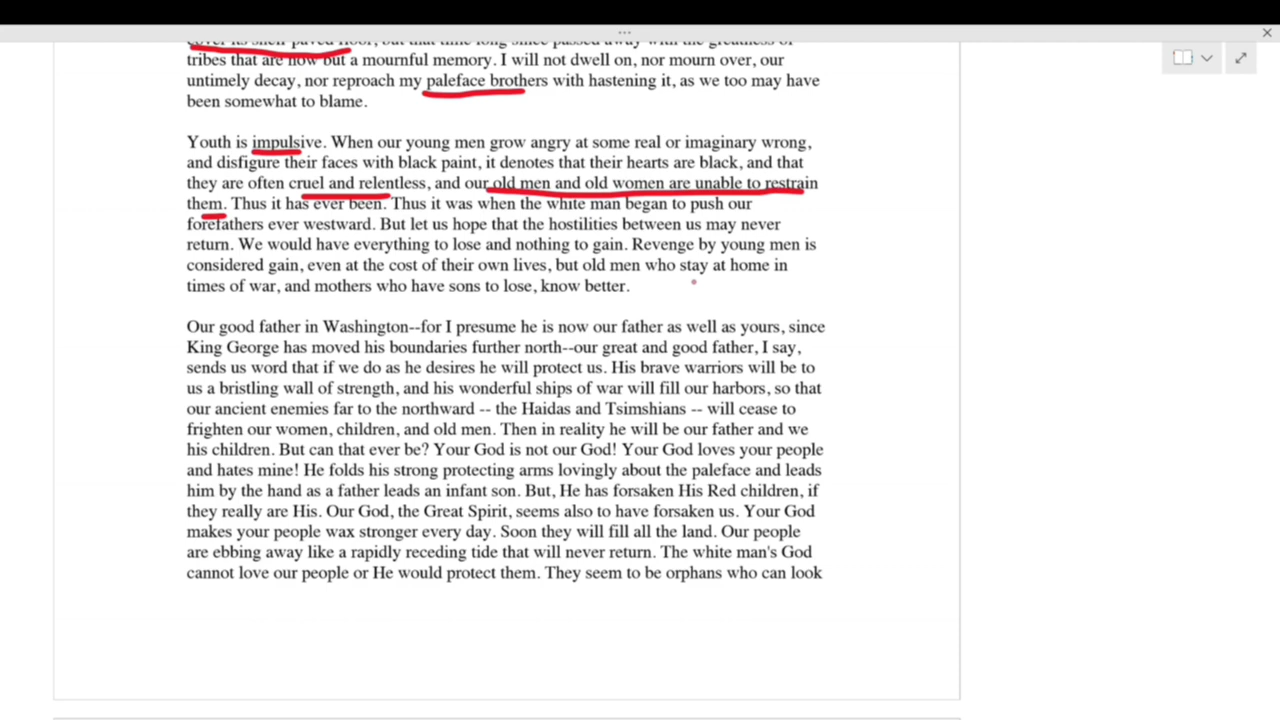 cover its shell-paved floor, but that time long since passed away with the greatness of
tribes that are now but a mournful memory. I will not dwell on, nor mourn over, our
untimely decay, nor reproach my paleface brothers with hastening it, as we too may have
been somewhat to blame.
Youth is impulsive. When our young men grow angry at some real or imaginary wrong,
and disfigure their faces with black paint, it denotes that their hearts are black, and that
they are often cruel and relentless, and our old men and old women are unable to restrain
them. Thus it has ever been. Thus it was when the white man began to push our
forefathers ever westward. But let us hope that the hostilities between us may never
return. We would have everything to lose and nothing to gain. Revenge by young men is
considered gain, even at the cost of their own lives, but old men who stay at home in
times of war, and mothers who have sons to lose, know better.
Our good father in Washington--for I presume he is now our father as well as yours, since
King George has moved his boundaries further north--our great and good father, I say,
sends us word that if we do as he desires he will protect us. His brave warriors will be to
us a bristling wall of strength, and his wonderful ships of war will fill our harbors, so that
our ancient enemies far to the northward -- the Haidas and Tsimshians -- will cease to
frighten our women, children, and old men. Then in reality he will be our father and we
his children. But can that ever be? Your God is not our God! Your God loves your people
and hates mine! He folds his strong protecting arms lovingly about the paleface and leads
him by the hand as a father leads an infant son. But, He has forsaken His Red children, if
they really are His. Our God, the Great Spirit, seems also to have forsaken us. Your God
makes your people wax stronger every day. Soon they will fill all the land. Our people
are ebbing away like a rapidly receding tide that will never return. The white man's God
cannot love our people or He would protect them. They seem to be orphans who can look